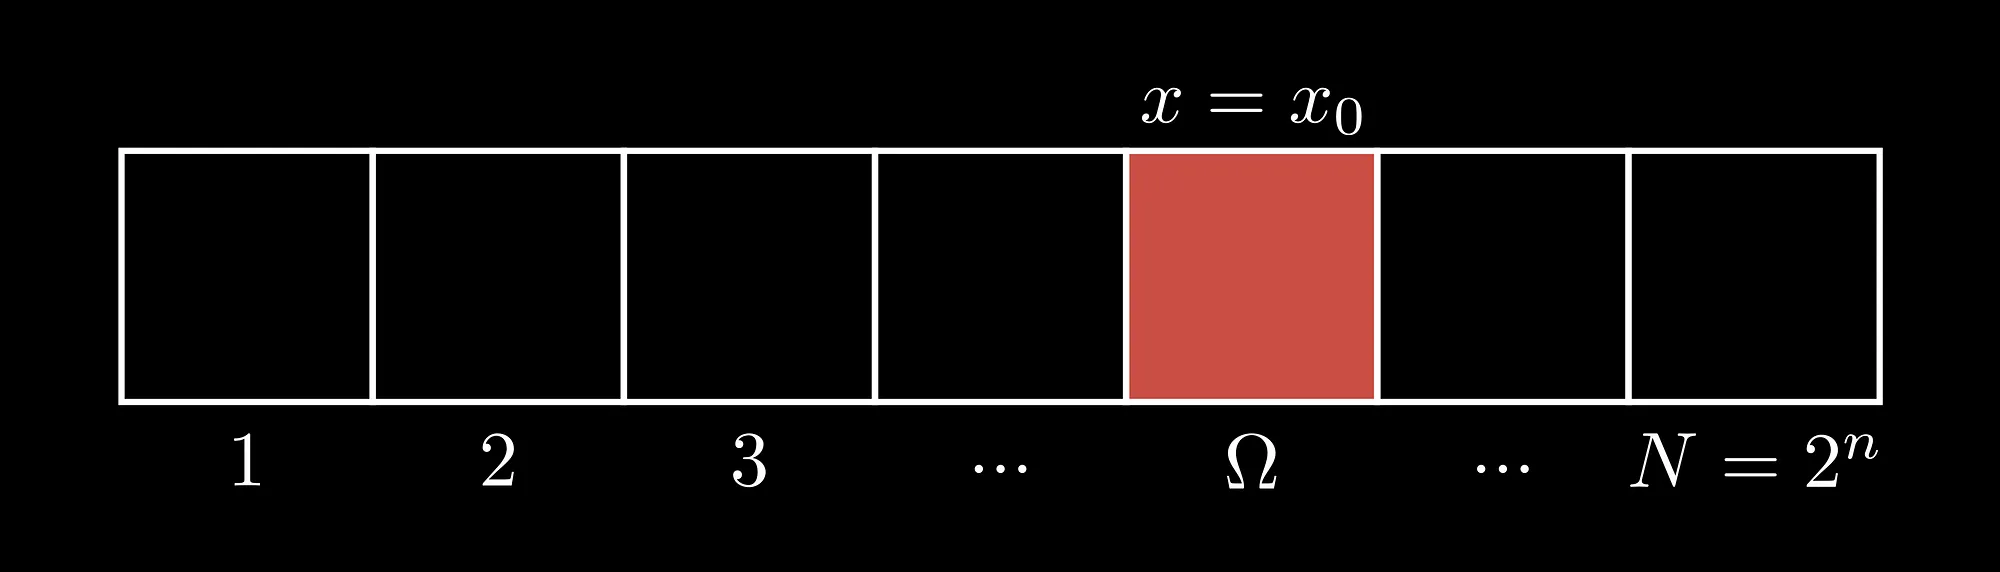 x = x₀
1 2 3 ... Ω ... N = 2ⁿ